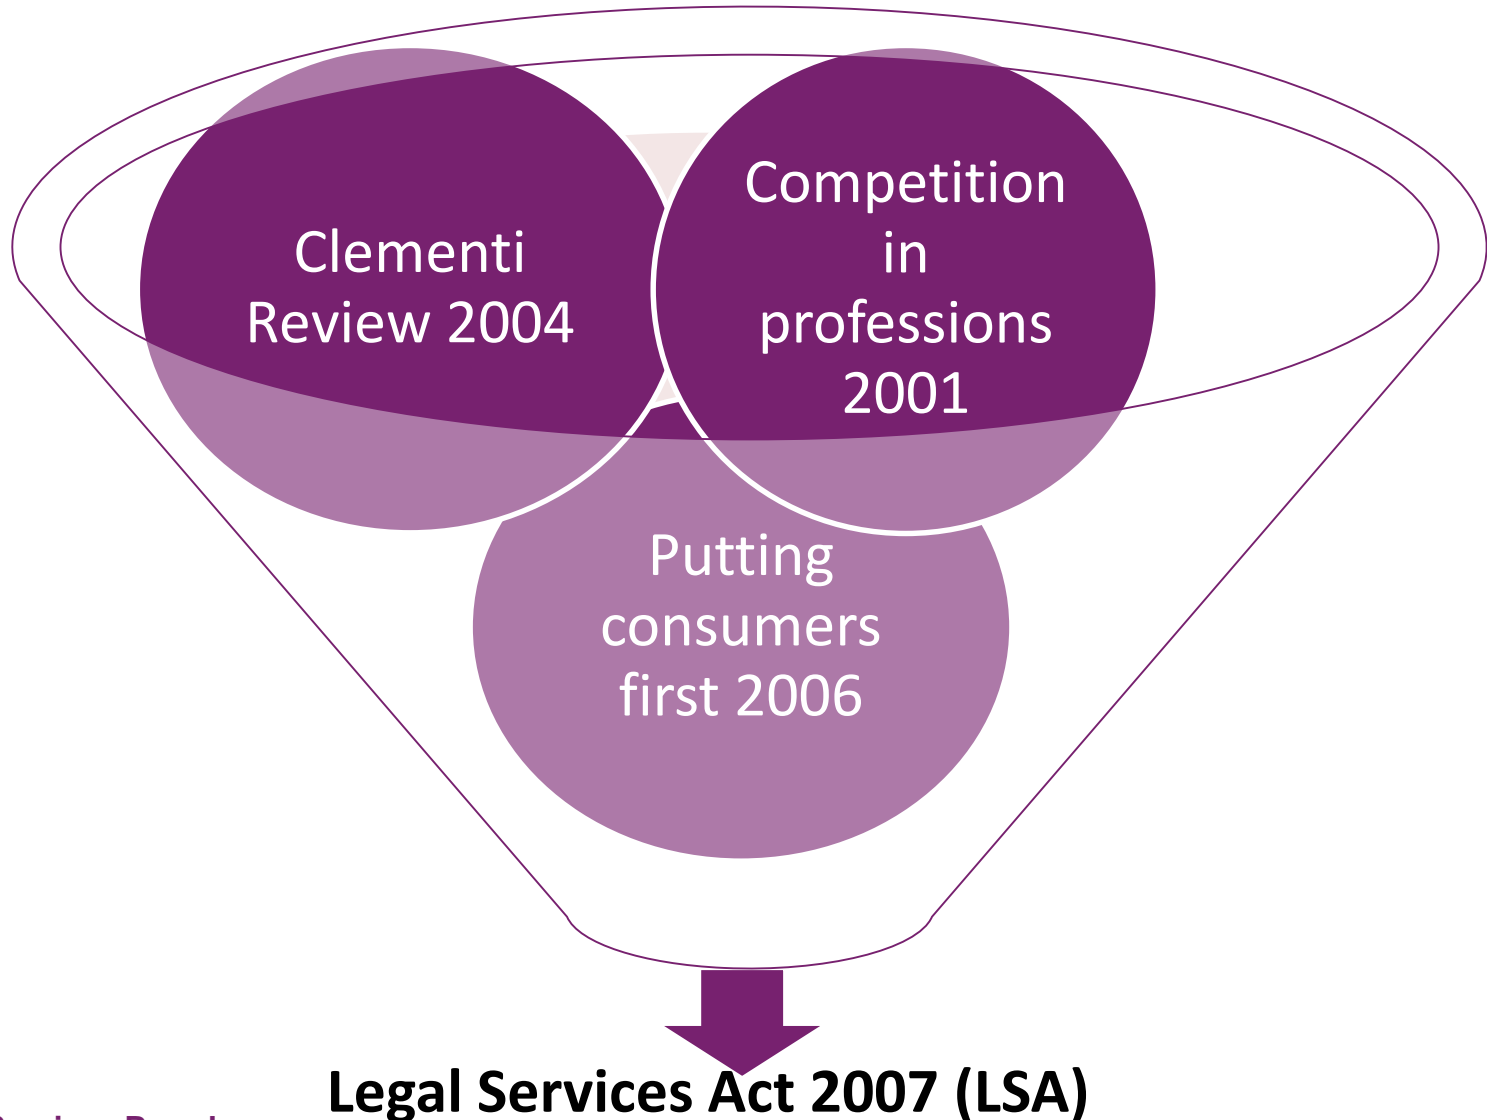 Clementi
Review 2004
Competition
in
professions
2001
Putting
consumers
first 2006
Legal Services Act 2007 (LSA)